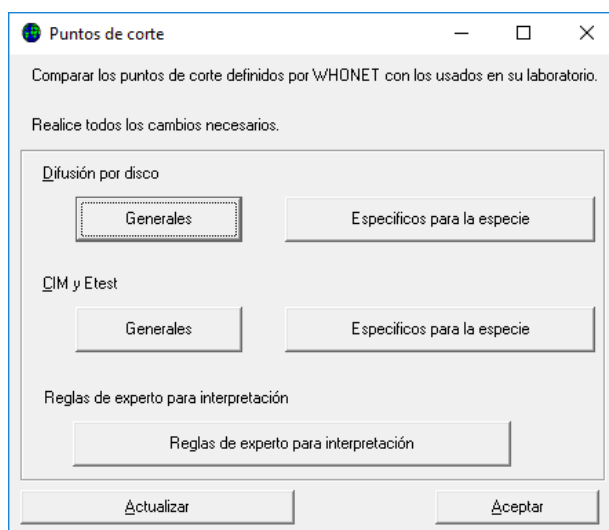 Puntos de corte
Comparar los puntos de corte definidos por WHONET con los usados en su laboratorio.
Realice todos los cambios necesarios.
Difusión por disco
Generales
Especificos para la especie
CIM y Etest
Generales
Especificos para la especie
Reglas de experto para interpretación
Reglas de experto para interpretación
Actualizar
Aceptar